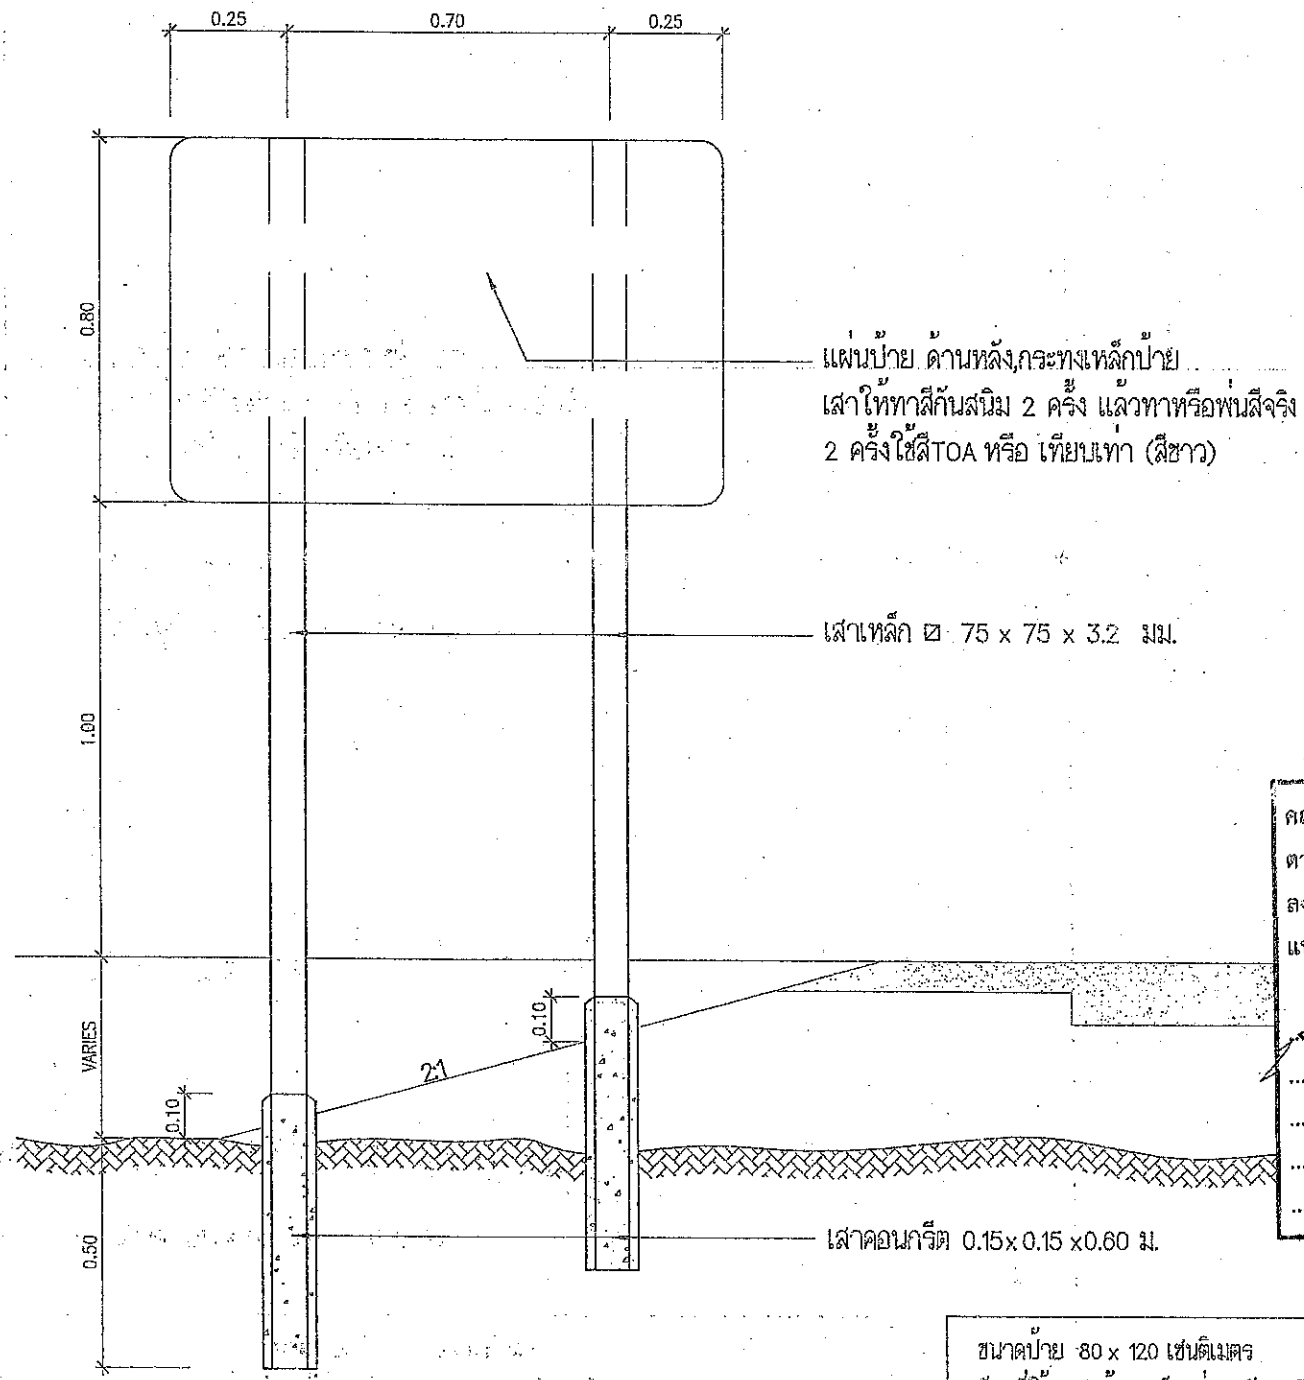 0.25 0.70 0.25
0.80
แผ่นป้าย ด้านหลัง,กระทงเหล็กป้าย
เสาให้ทาสีกันสนิม 2 ครั้ง แล้วทาหรือพ่นสีจริง
2 ครั้งใช้สีTOA หรือ เทียบเท่า (สีขาว)
เสาเหล็ก 75 x 75 x 3.2 มม.
1.00
VARIES
0.10
0.10
2:1
0.50
เสาคอนกรีต 0.15x0.15x0.60 ม.
ขนาดป้าย 80 x 120 เซนติเมตร